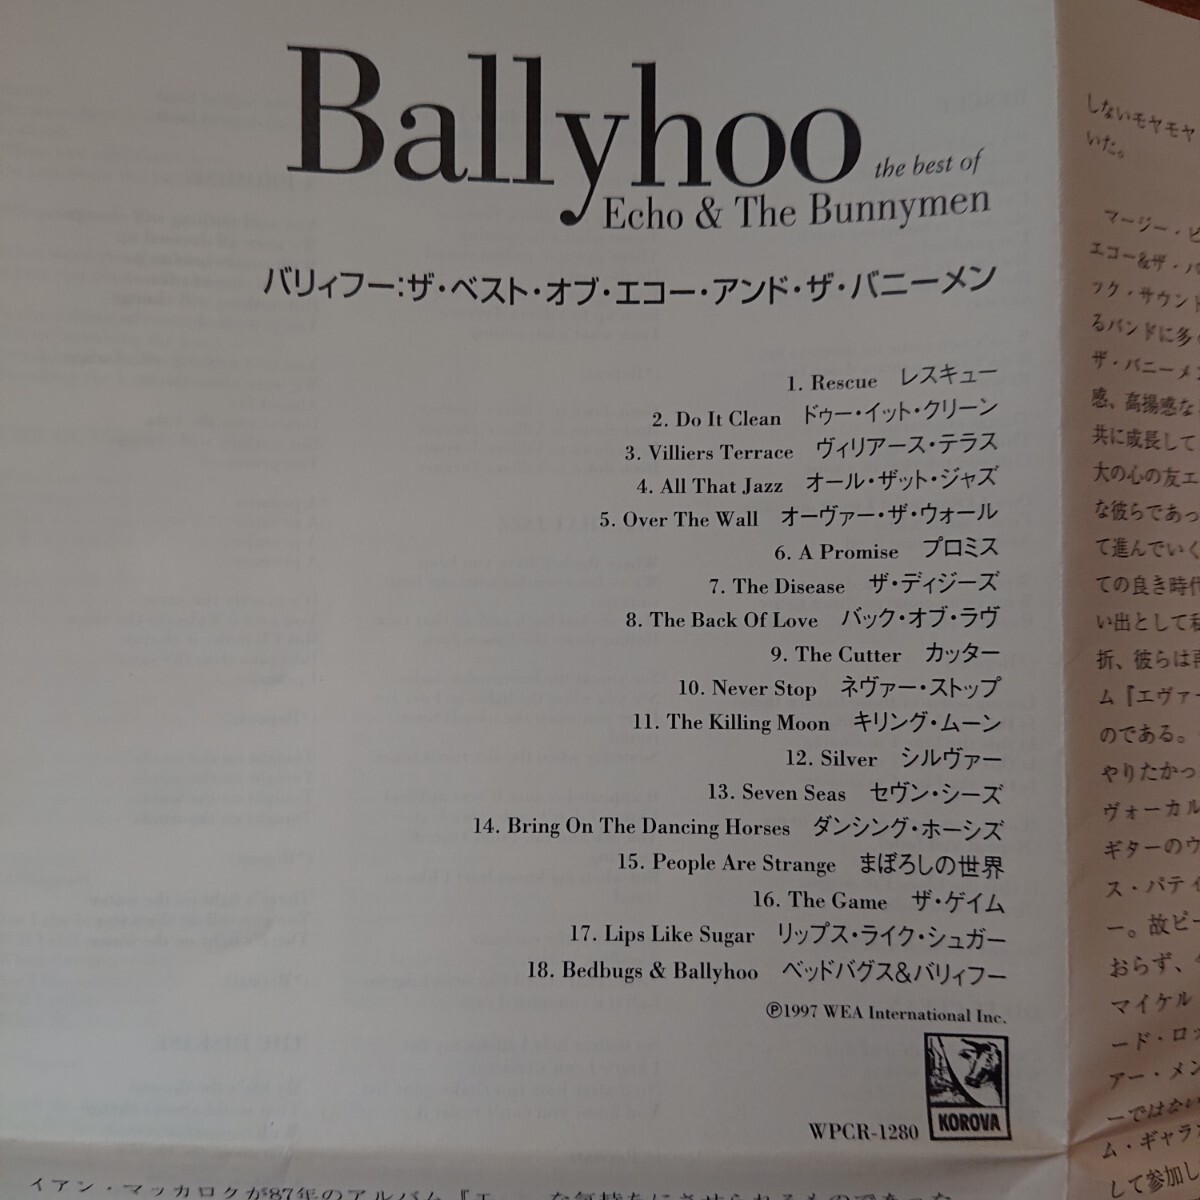 Ballyhoo
the best of
Echo & The Bunnymen
バリィフー:ザ・ベスト・オブ・エコー・アンド・ザ・バニーメン
1. Rescue レスキュー
2. Do It Clean ドゥー・イット・クリーン
3. Villiers Terrace ヴィリアース・テラス
4. All That Jazz オール・ザット・ジャズ
5. Over The Wall オーヴァー・ザ・ウォール
6. A Promise プロミス
7. The Disease ザ・ディジーズ
8. The Back Of Love バック・オブ・ラヴ
9. The Cutter カッター
10. Never Stop ネヴァー・ストップ
11. The Killing Moon キリング・ムーン
12. Silver シルヴァー
13. Seven Seas セヴン・シーズ
14. Bring On The Dancing Horses ダンシング・ホーシズ
15. People Are Strange まぼろしの世界
16. The Game ザ・ゲイム
17. Lips Like Sugar リップス・ライク・シュガー
18. Bedbugs & Ballyhoo ベッドバグス&バリィフー
℗1997 WEA International Inc.
KOROVA
WPCR-1280
イアン・マッカロクが87年のアルバム『エ
しないモヤモヤ
いた。
マージー・ビ
エコー&ザ・バ
ック・サウンド
るバンドに多
ザ・バニーメン
感、高揚感な
共に成長して
大の心の友エ
な彼らであっ
て進んでいく
ての良き時代
い出として私
折、彼らは再
ム『エヴァー
のである。
やりたかっ
ヴォーカル
ギターのウ
ス・パティ
ー。故ピー
おらず、
マイケル
ード・ロ
アー・メン
ーではない
ム・ギャラ
して参加し